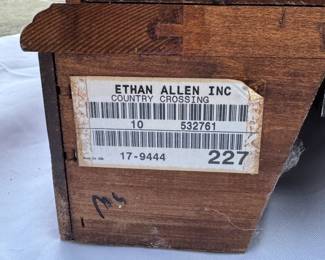 ETHAN ALLEN INC
COUNTRY CROSSING
10 532761
17-9444 227